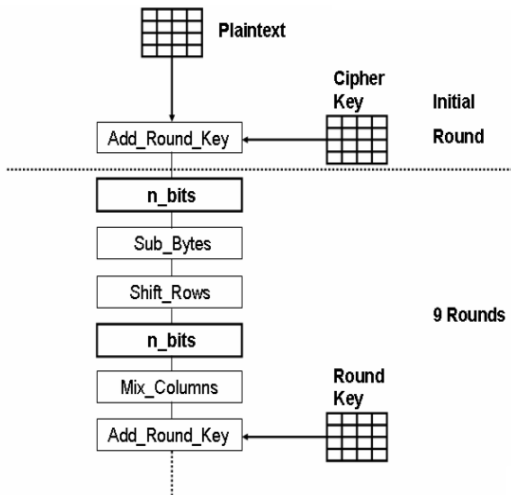 Plaintext
Cipher
Key
Initial
Round
Add_Round_Key
n_bits
Sub_Bytes
Shift_Rows
n_bits
9 Rounds
Mix_Columns
Round
Key
Add_Round_Key